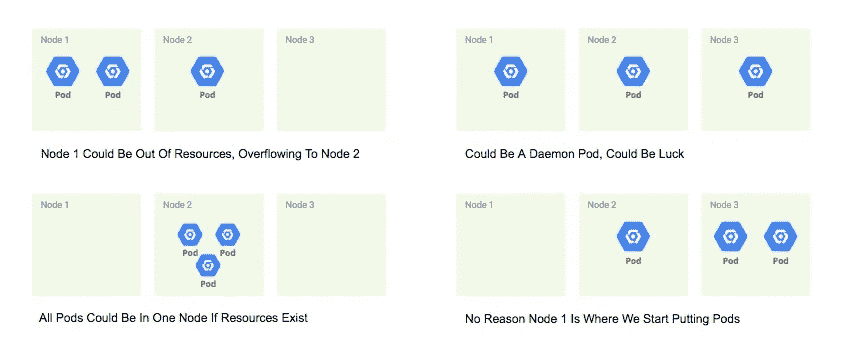 Node 1 Node 2 Node 3
Pod Pod Pod
Node 1 Could Be Out Of Resources, Overflowing To Node 2
Node 1 Node 2 Node 3
Pod Pod Pod
Could Be A Daemon Pod, Could Be Luck
Node 1 Node 2 Node 3
Pod Pod
Pod
All Pods Could Be In One Node If Resources Exist
Node 1 Node 2 Node 3
Pod Pod Pod
No Reason Node 1 Is Where We Start Putting Pods